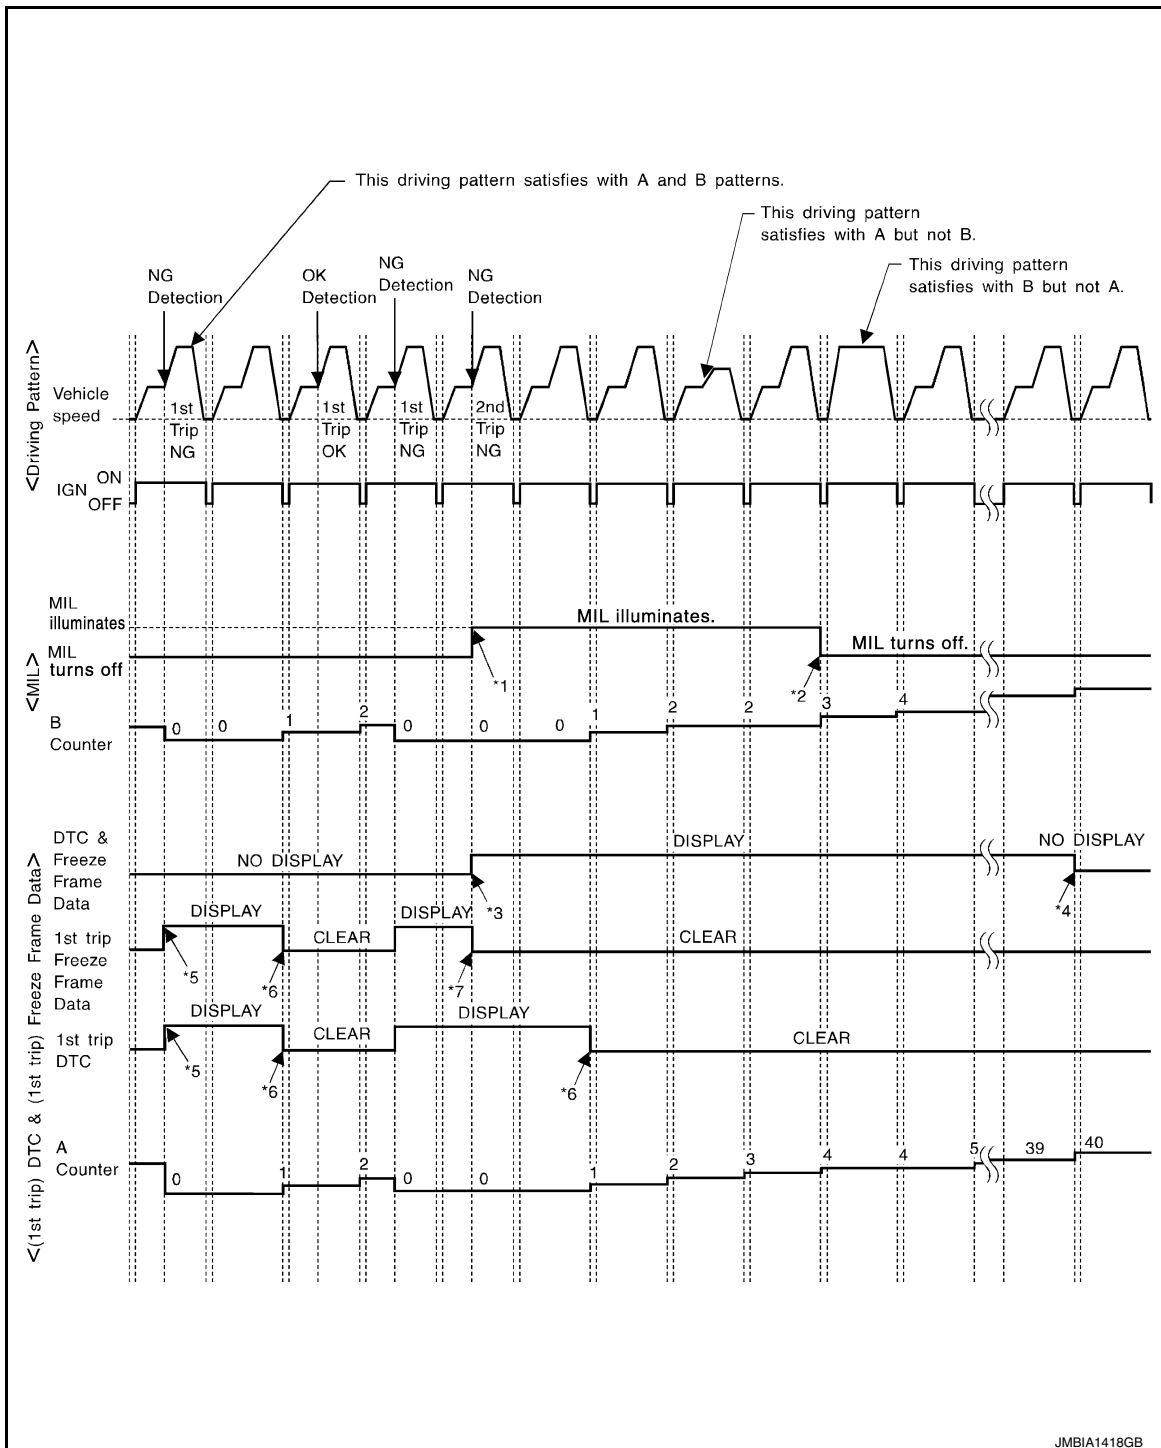 This driving pattern satisfies with A and B patterns.
This driving pattern
satisfies with A but not B.
This driving pattern
satisfies with B but not A.
NG
Detection
OK
Detection
NG
Detection
NG
Detection
<Driving Pattern>
Vehicle
speed
1st
Trip
NG
1st
Trip
OK
1st
Trip
NG
2nd
Trip
NG
IGN
ON
OFF
<MIL>
MIL
illuminates
MIL illuminates.
MIL
turns off
MIL turns off.
*1
*2
B
Counter
0 0 1 2 0 0 0 1 2 2 3 4
<(1st trip) DTC & (1st trip) Freeze Frame Data>
DTC &
Freeze
Frame
Data
NO DISPLAY
DISPLAY
NO DISPLAY
*3
*4
1st trip
Freeze
Frame
Data
DISPLAY
CLEAR
DISPLAY
CLEAR
*5
*6
*7
1st trip
DTC
DISPLAY
CLEAR
DISPLAY
CLEAR
*5
*6
*6
A
Counter
0 1 2 0 0 1 2 3 4 4 5 39 40
JMBIA1418GB